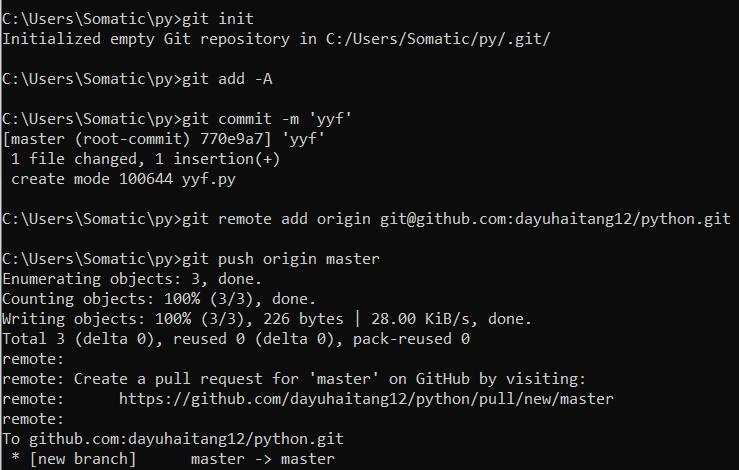 C:\Users\Somatic\py>git init
Initialized empty Git repository in C:/Users/Somatic/py/.git/
C:\Users\Somatic\py>git add -A
C:\Users\Somatic\py>git commit -m 'yyf'
[master (root-commit) 770e9a7] 'yyf'
 1 file changed, 1 insertion(+)
 create mode 100644 yyf.py
C:\Users\Somatic\py>git remote add origin git@github.com:dayuhaitang12/python.git
C:\Users\Somatic\py>git push origin master
Enumerating objects: 3, done.
Counting objects: 100% (3/3), done.
Writing objects: 100% (3/3), 226 bytes | 28.00 KiB/s, done.
Total 3 (delta 0), reused 0 (delta 0), pack-reused 0
remote:
remote: Create a pull request for 'master' on GitHub by visiting:
remote:      https://github.com/dayuhaitang12/python/pull/new/master
remote:
To github.com:dayuhaitang12/python.git
 * [new branch]      master -> master